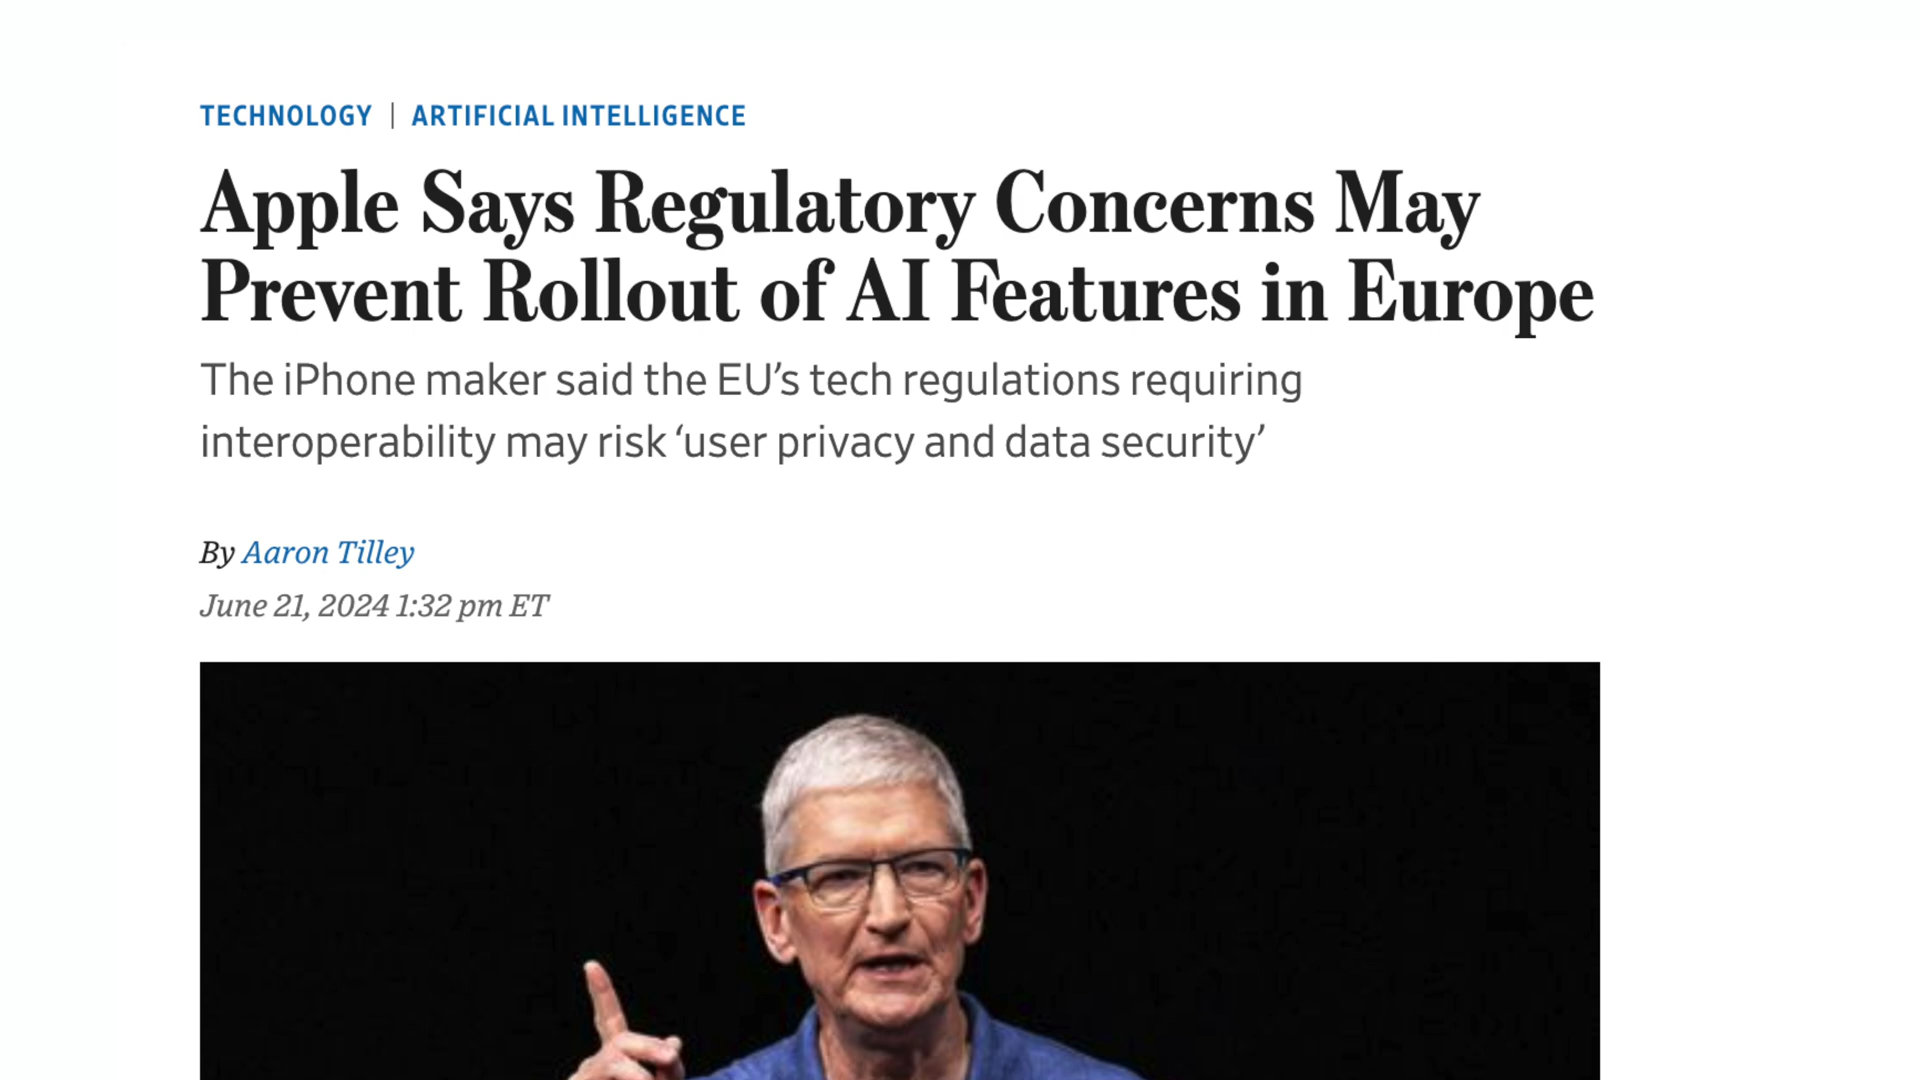 TECHNOLOGY | ARTIFICIAL INTELLIGENCE
Apple Says Regulatory Concerns May
Prevent Rollout of AI Features in Europe
The iPhone maker said the EU’s tech regulations requiring
interoperability may risk ‘user privacy and data security’
By Aaron Tilley
June 21, 2024 1:32 pm ET